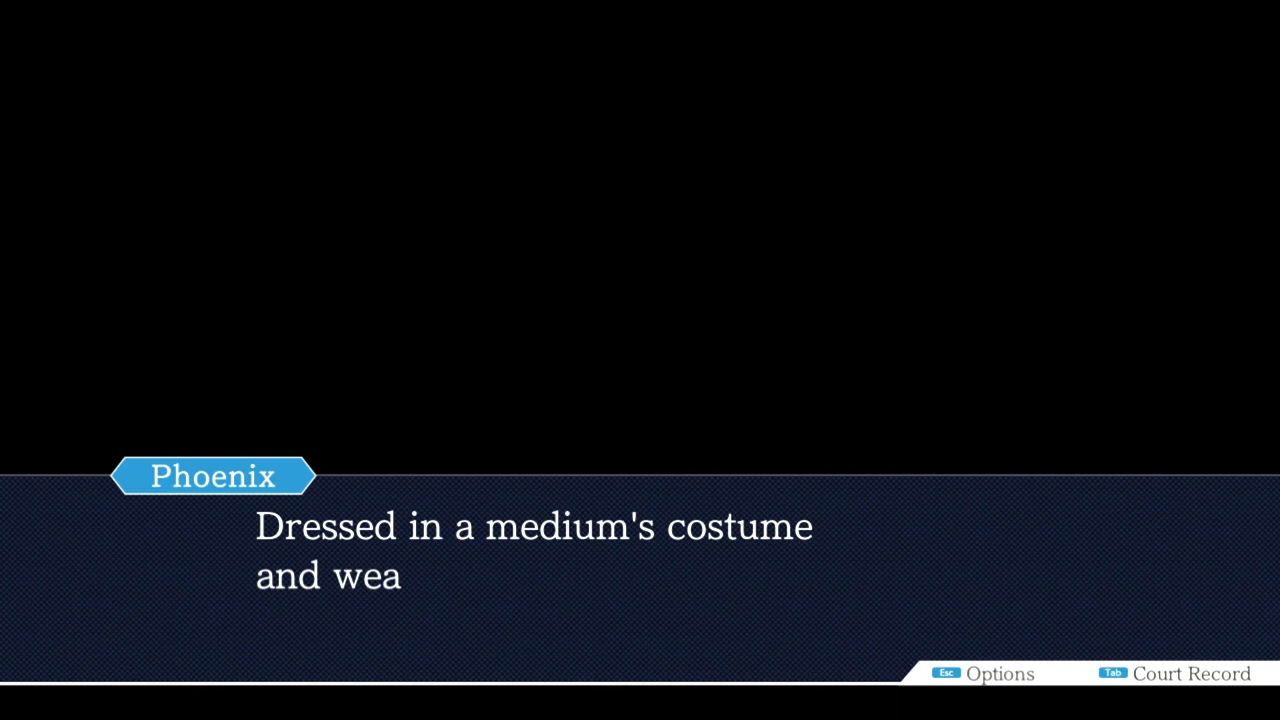 Phoenix
Dressed in a medium's costume
and wea
Esc Options Tab Court Record